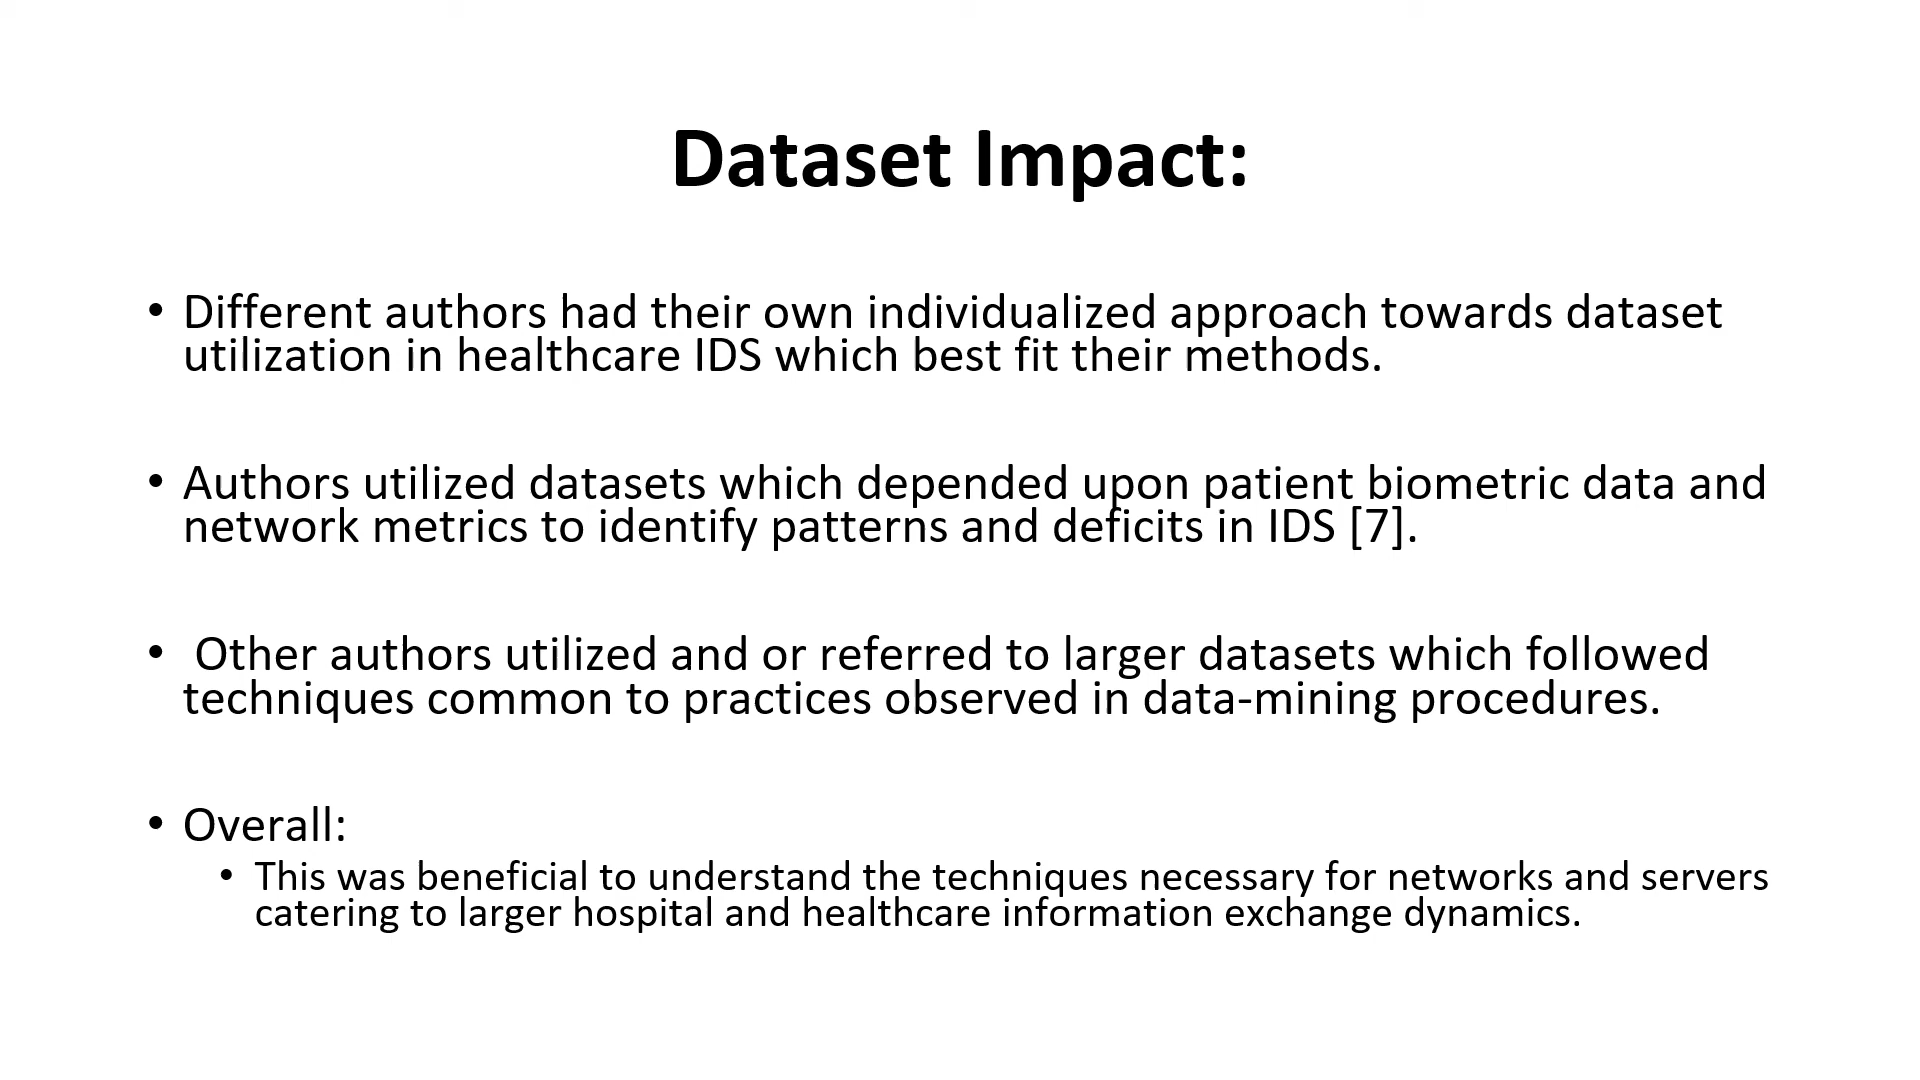 Dataset Impact:
• Different authors had their own individualized approach towards dataset
utilization in healthcare IDS which best fit their methods.
• Authors utilized datasets which depended upon patient biometric data and
network metrics to identify patterns and deficits in IDS [7].
• Other authors utilized and or referred to larger datasets which followed
techniques common to practices observed in data-mining procedures.
• Overall:
• This was beneficial to understand the techniques necessary for networks and servers
catering to larger hospital and healthcare information exchange dynamics.